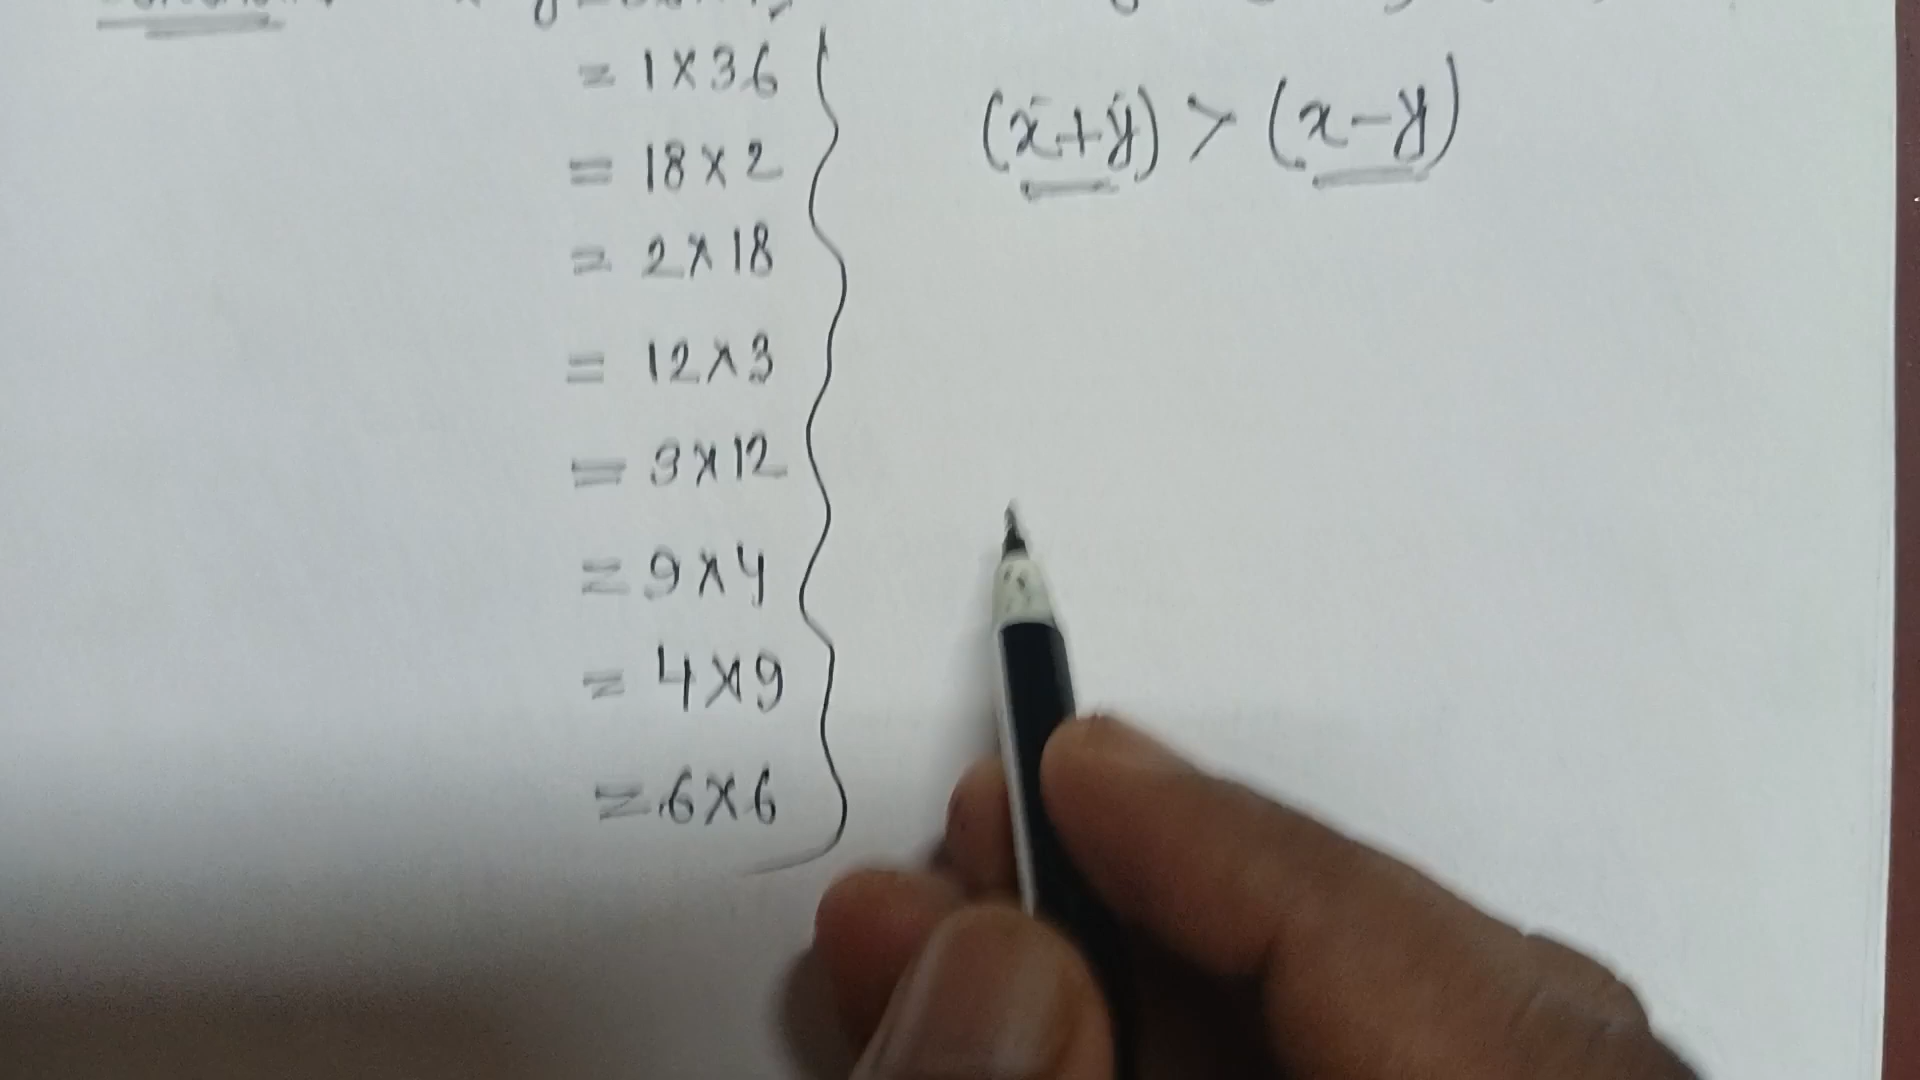 = 1 × 36
= 18 × 2
= 2 × 18
= 12 × 3
= 3 × 12
= 9 × 4
= 4 × 9
= 6 × 6
(x+y) > (x-y)